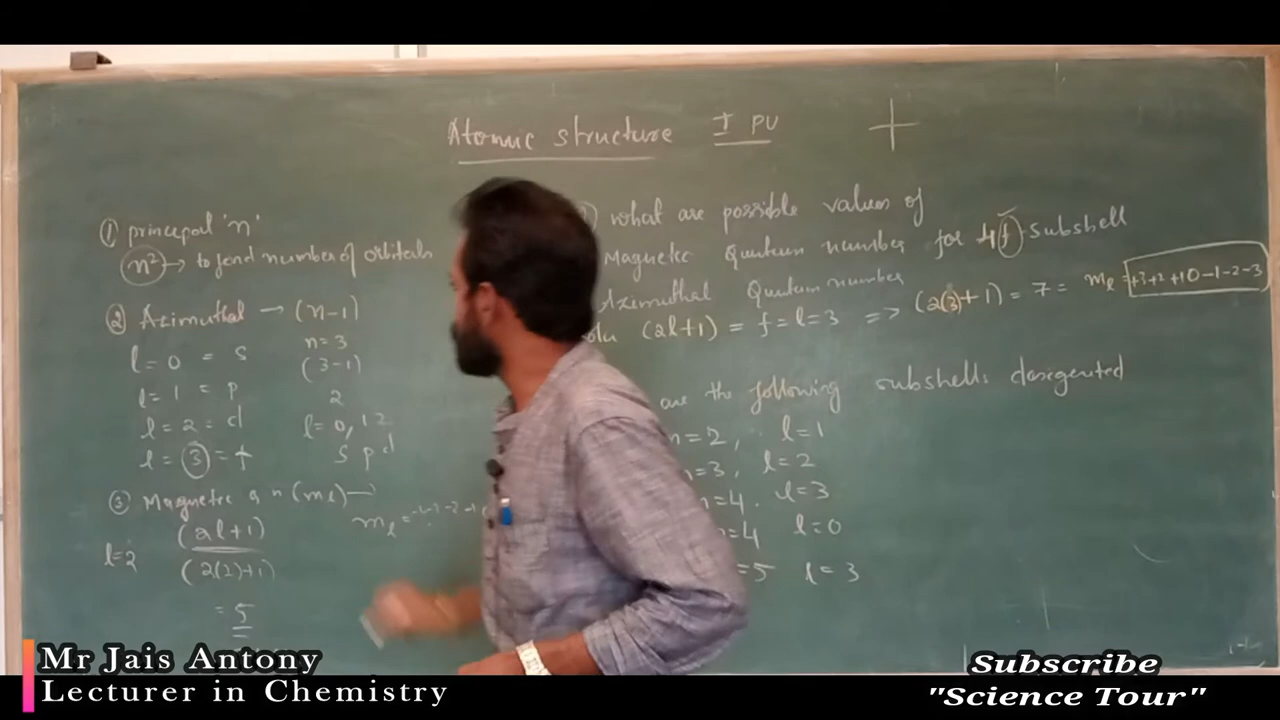 Atomic structure I PU
① principal 'n'
n² → to find number of orbitals
② Azimuthal → (n-1)
n=3
l=0 = s
(3-1)
l=1 = p
2
l=2 = d
l=0,1 2
l=3=f
s p d
③ Magnetic q n (ml) →
(2l+1)
l=2
(2(2)+1)
= 5
ml =
what are possible values of
Magnetic Quantum number for 4f-subshell
Azimuthal Quantum number
(2l+1) = f=l=3 => (2(3)+1) = 7 = ml = +3+2+1 0-1-2-3
are the following subshells designated
n=2, l=1
n=3, l=2
n=4. l=3
n=4 l=0
=5 l=3
Mr Jais Antony
Lecturer in Chemistry
Subscribe
"Science Tour"